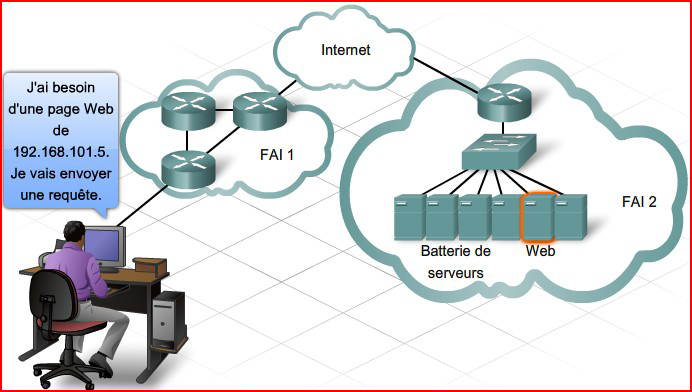 Internet
J'ai besoin
d'une page Web
de
192.168.101.5.
Je vais envoyer
une requête.
FAI 1
FAI 2
Batterie de
serveurs
Web